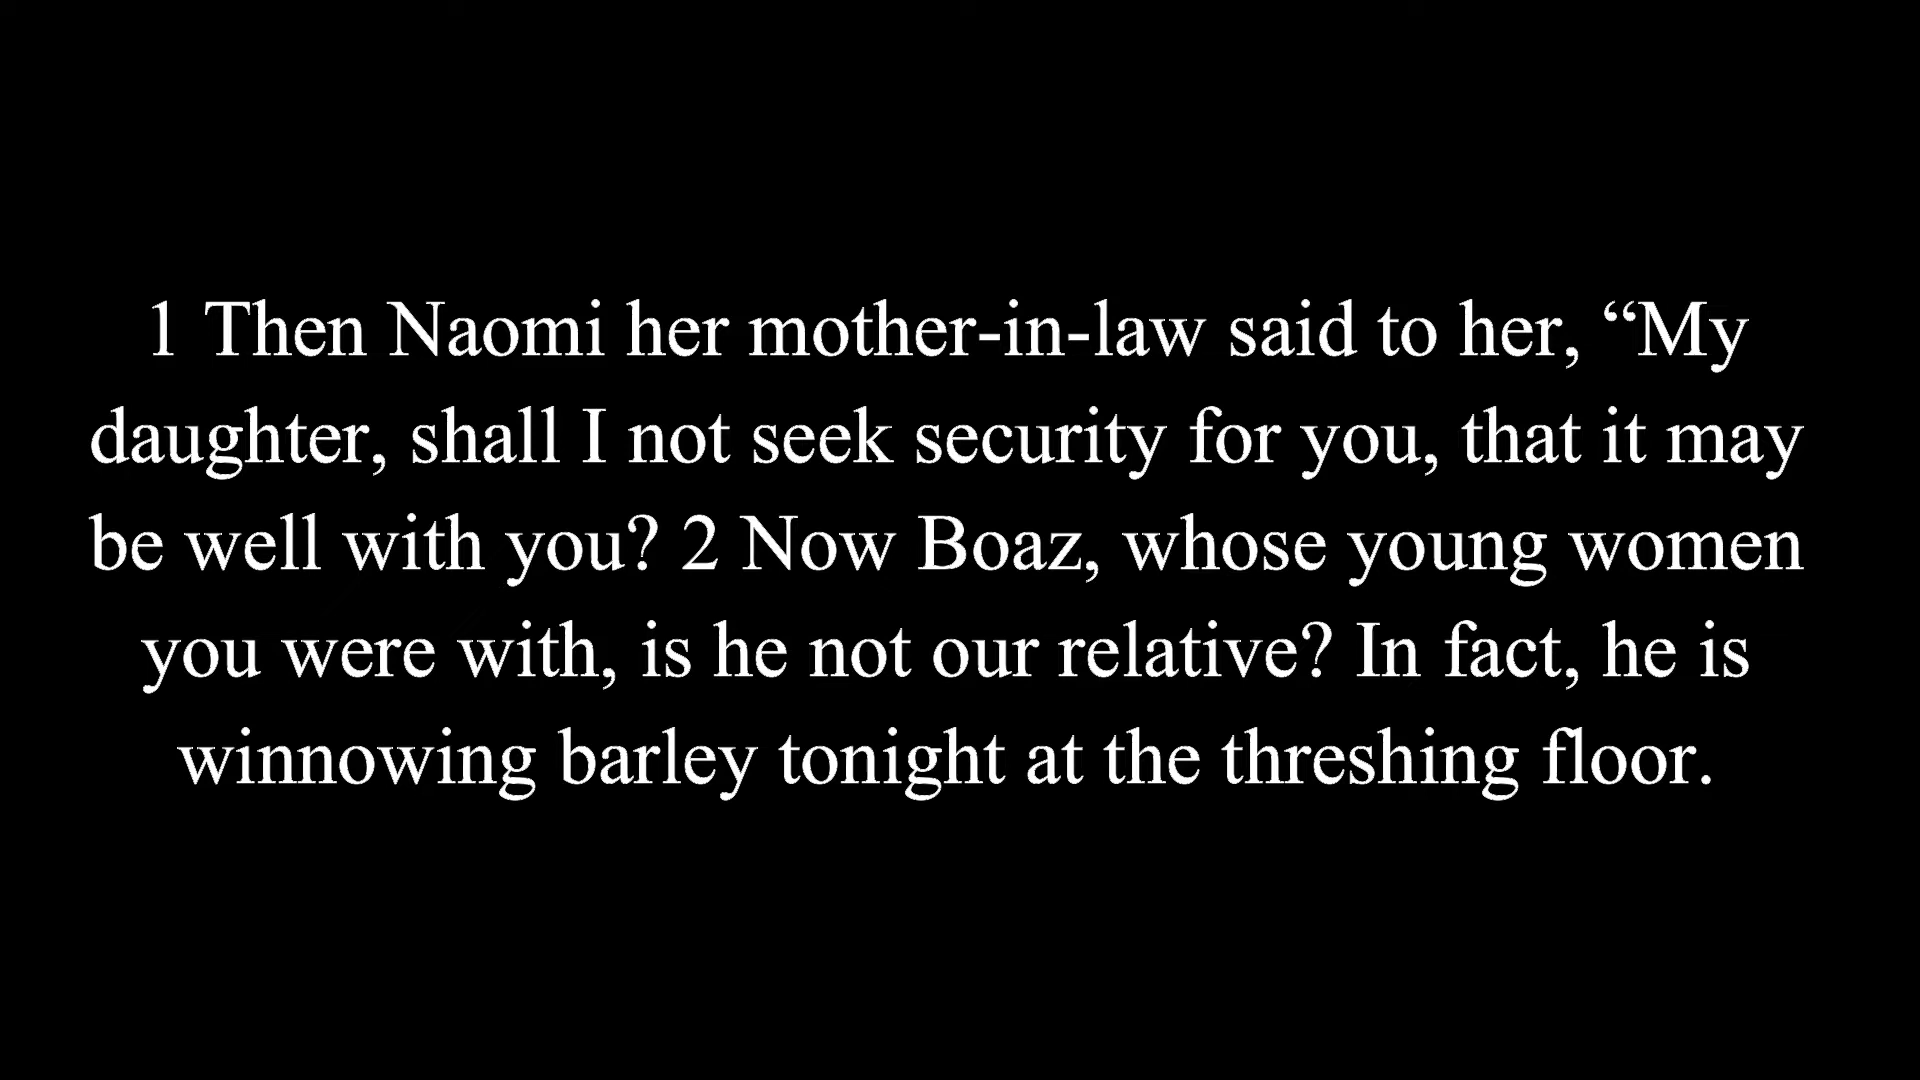 1 Then Naomi her mother-in-law said to her, “My
daughter, shall I not seek security for you, that it may
be well with you? 2 Now Boaz, whose young women
you were with, is he not our relative? In fact, he is
winnowing barley tonight at the threshing floor.